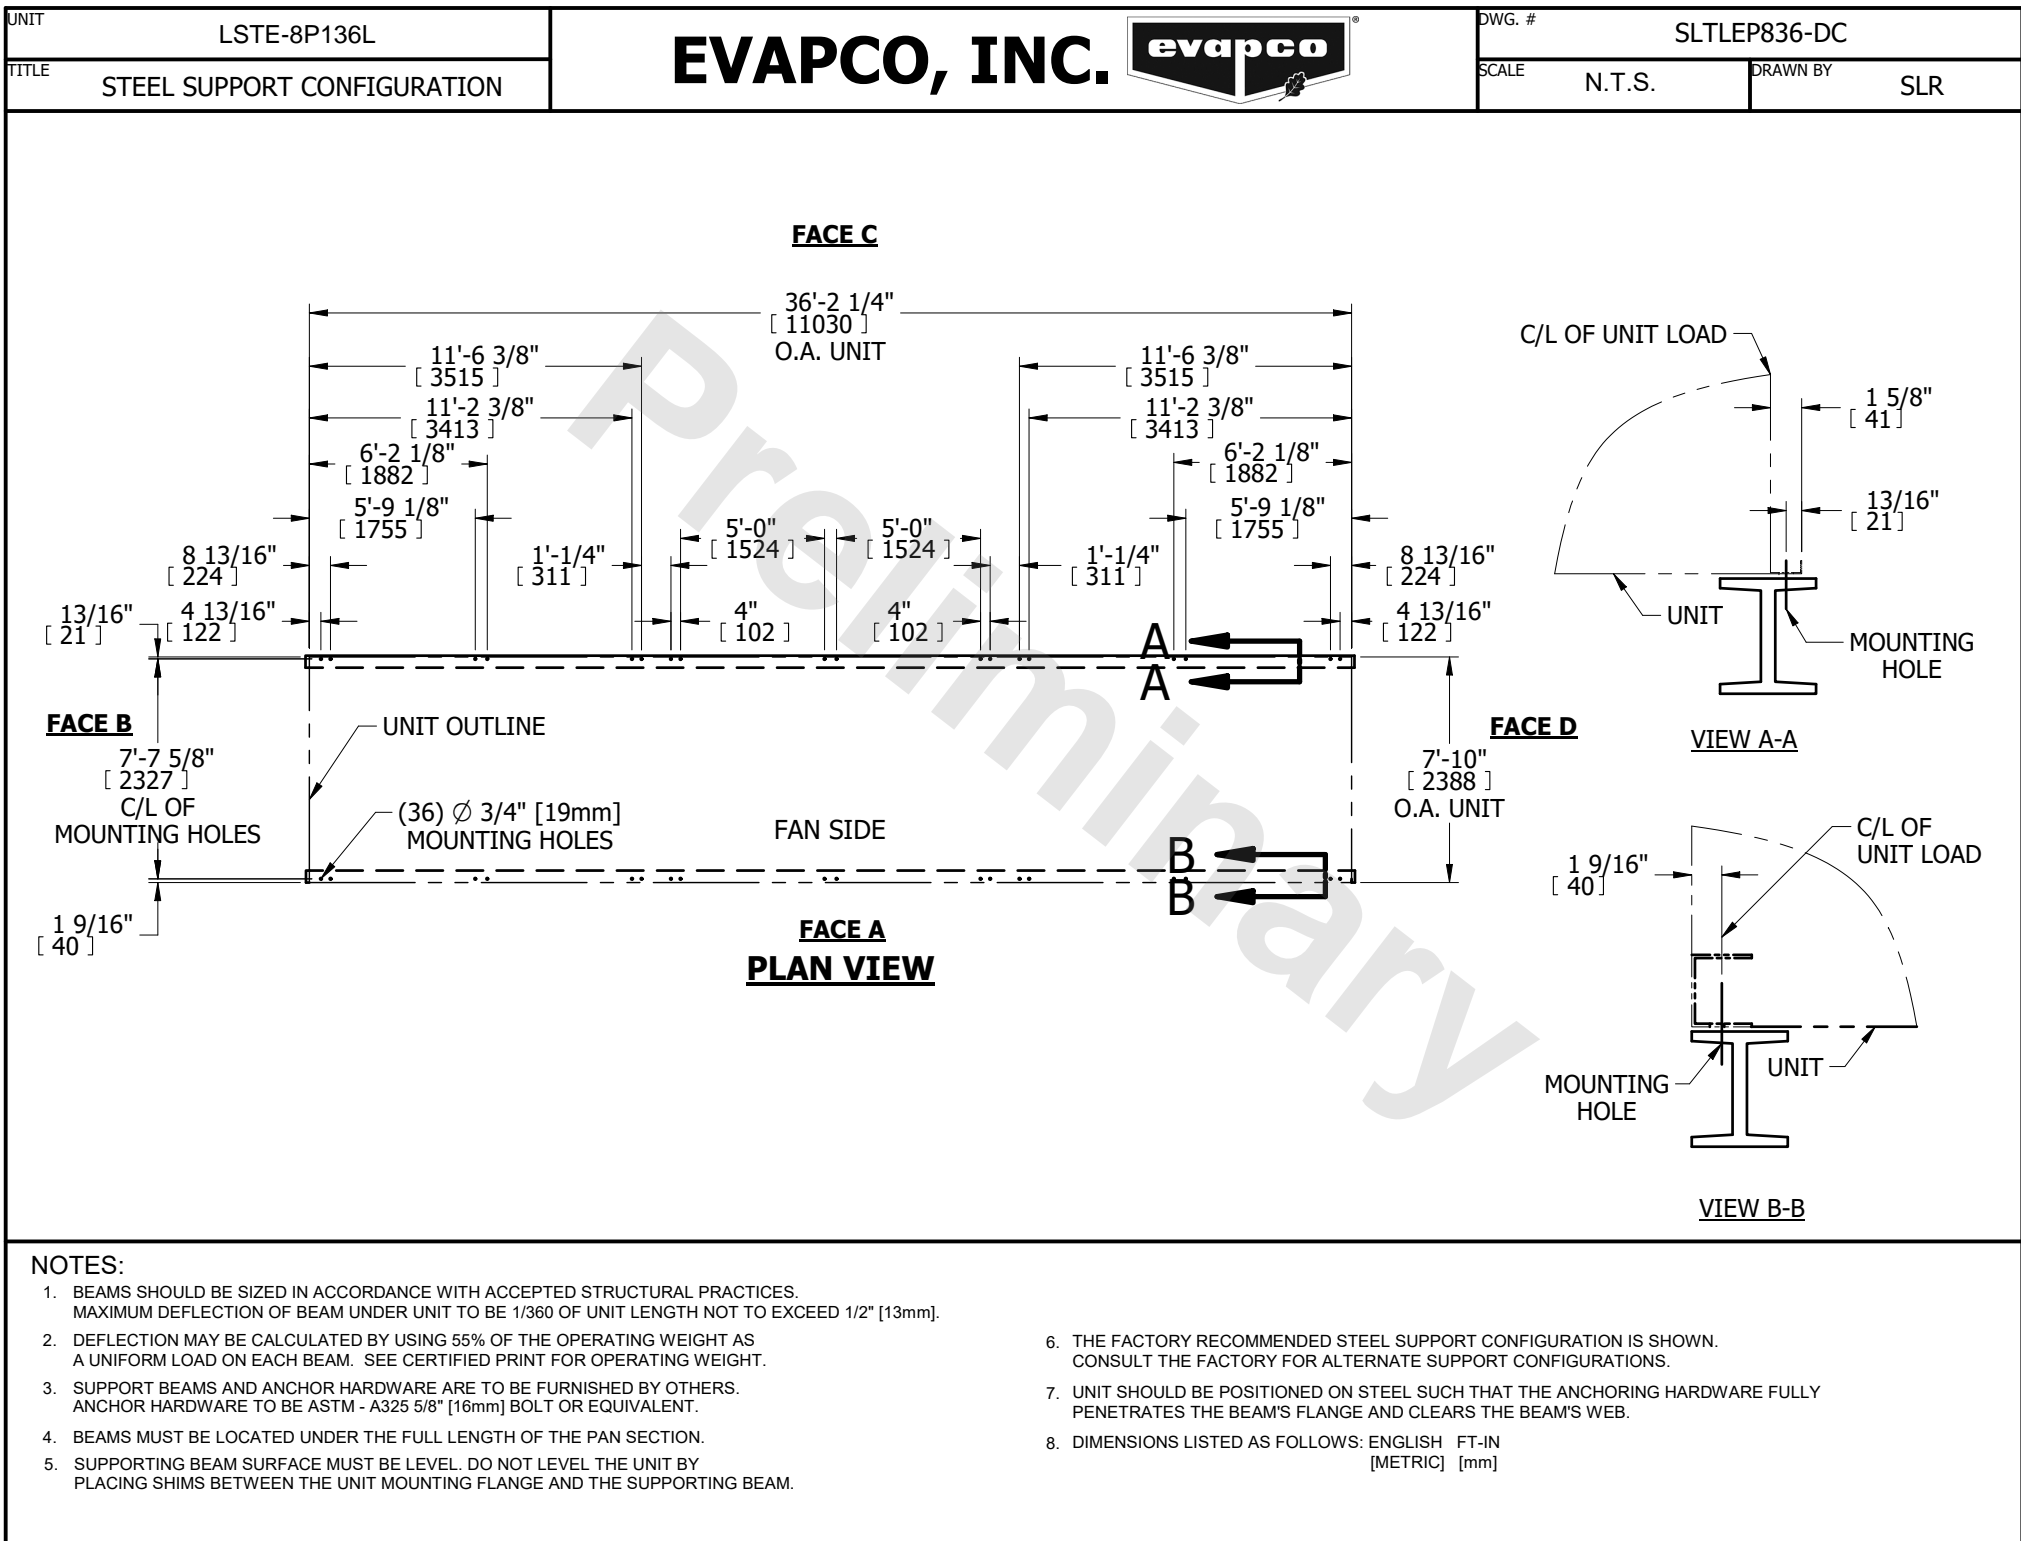 UNIT
LSTE-8P136L
TITLE
STEEL SUPPORT CONFIGURATION
EVAPCO, INC.
evapco
®
DWG. #
SLTLEP836-DC
SCALE
N.T.S.
DRAWN BY
SLR
FACE C
36'-2 1/4"
[ 11030 ]
O.A. UNIT
11'-6 3/8"
[ 3515 ]
11'-6 3/8"
[ 3515 ]
11'-2 3/8"
[ 3413 ]
11'-2 3/8"
[ 3413 ]
6'-2 1/8"
[ 1882 ]
6'-2 1/8"
[ 1882 ]
5'-9 1/8"
[ 1755 ]
5'-0"
[ 1524 ]
5'-0"
[ 1524 ]
5'-9 1/8"
[ 1755 ]
8 13/16"
[ 224 ]
1'-1/4"
[ 311 ]
1'-1/4"
[ 311 ]
8 13/16"
[ 224 ]
13/16"
[ 21 ]
4 13/16"
[ 122 ]
4"
[ 102 ]
4"
[ 102 ]
4 13/16"
[ 122 ]
A
A
FACE B
7'-7 5/8"
[ 2327 ]
C/L OF
MOUNTING HOLES
UNIT OUTLINE
(36) Ø 3/4" [19mm]
MOUNTING HOLES
FAN SIDE
FACE D
7'-10"
[ 2388 ]
O.A. UNIT
B
B
1 9/16"
[ 40 ]
FACE A
PLAN VIEW
Preliminary
C/L OF UNIT LOAD
1 5/8"
[ 41 ]
13/16"
[ 21 ]
UNIT
MOUNTING
HOLE
VIEW A-A
C/L OF
UNIT LOAD
1 9/16"
[ 40 ]
UNIT
MOUNTING
HOLE
VIEW B-B
NOTES:
1. BEAMS SHOULD BE SIZED IN ACCORDANCE WITH ACCEPTED STRUCTURAL PRACTICES.
MAXIMUM DEFLECTION OF BEAM UNDER UNIT TO BE 1/360 OF UNIT LENGTH NOT TO EXCEED 1/2" [13mm].
2. DEFLECTION MAY BE CALCULATED BY USING 55% OF THE OPERATING WEIGHT AS
A UNIFORM LOAD ON EACH BEAM. SEE CERTIFIED PRINT FOR OPERATING WEIGHT.
3. SUPPORT BEAMS AND ANCHOR HARDWARE ARE TO BE FURNISHED BY OTHERS.
ANCHOR HARDWARE TO BE ASTM - A325 5/8" [16mm] BOLT OR EQUIVALENT.
4. BEAMS MUST BE LOCATED UNDER THE FULL LENGTH OF THE PAN SECTION.
5. SUPPORTING BEAM SURFACE MUST BE LEVEL. DO NOT LEVEL THE UNIT BY
PLACING SHIMS BETWEEN THE UNIT MOUNTING FLANGE AND THE SUPPORTING BEAM.
6. THE FACTORY RECOMMENDED STEEL SUPPORT CONFIGURATION IS SHOWN.
CONSULT THE FACTORY FOR ALTERNATE SUPPORT CONFIGURATIONS.
7. UNIT SHOULD BE POSITIONED ON STEEL SUCH THAT THE ANCHORING HARDWARE FULLY
PENETRATES THE BEAM'S FLANGE AND CLEARS THE BEAM'S WEB.
8. DIMENSIONS LISTED AS FOLLOWS: ENGLISH FT-IN
[METRIC] [mm]